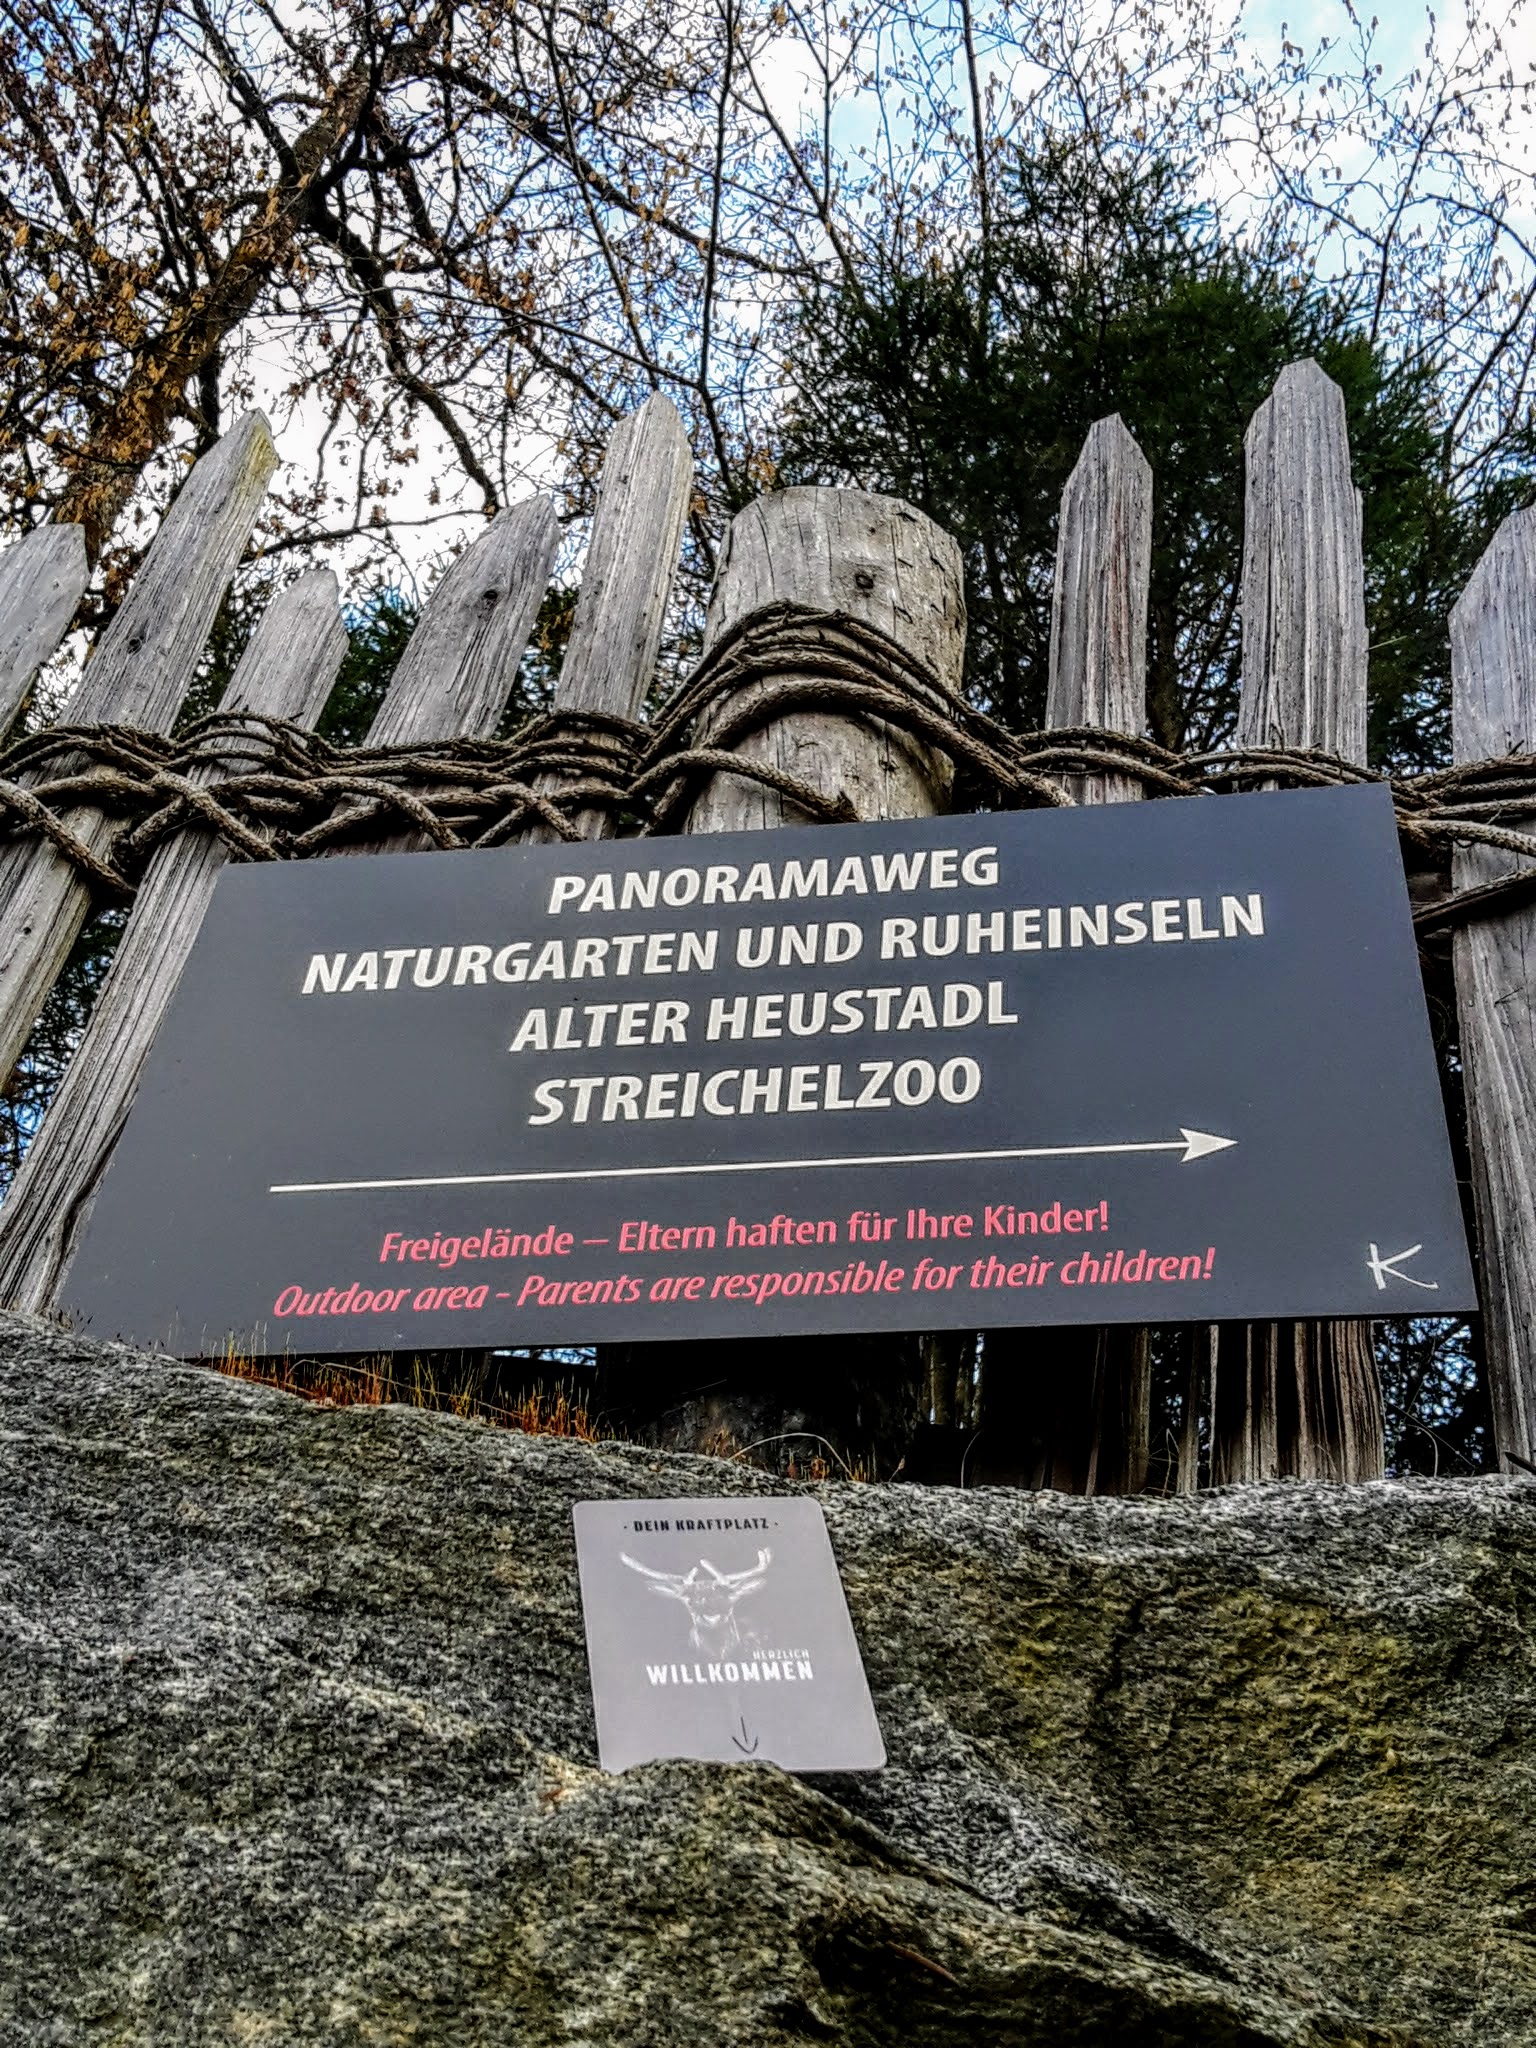 PANORAMAWEG
NATURGARTEN UND RUHEINSELN
ALTER HEUSTADL
STREICHELZOO
Freigelände – Eltern haften für Ihre Kinder!
Outdoor area - Parents are responsible for their children!
K
· DEIN KRAFTPLATZ ·
HERZLICH
WILLKOMMEN